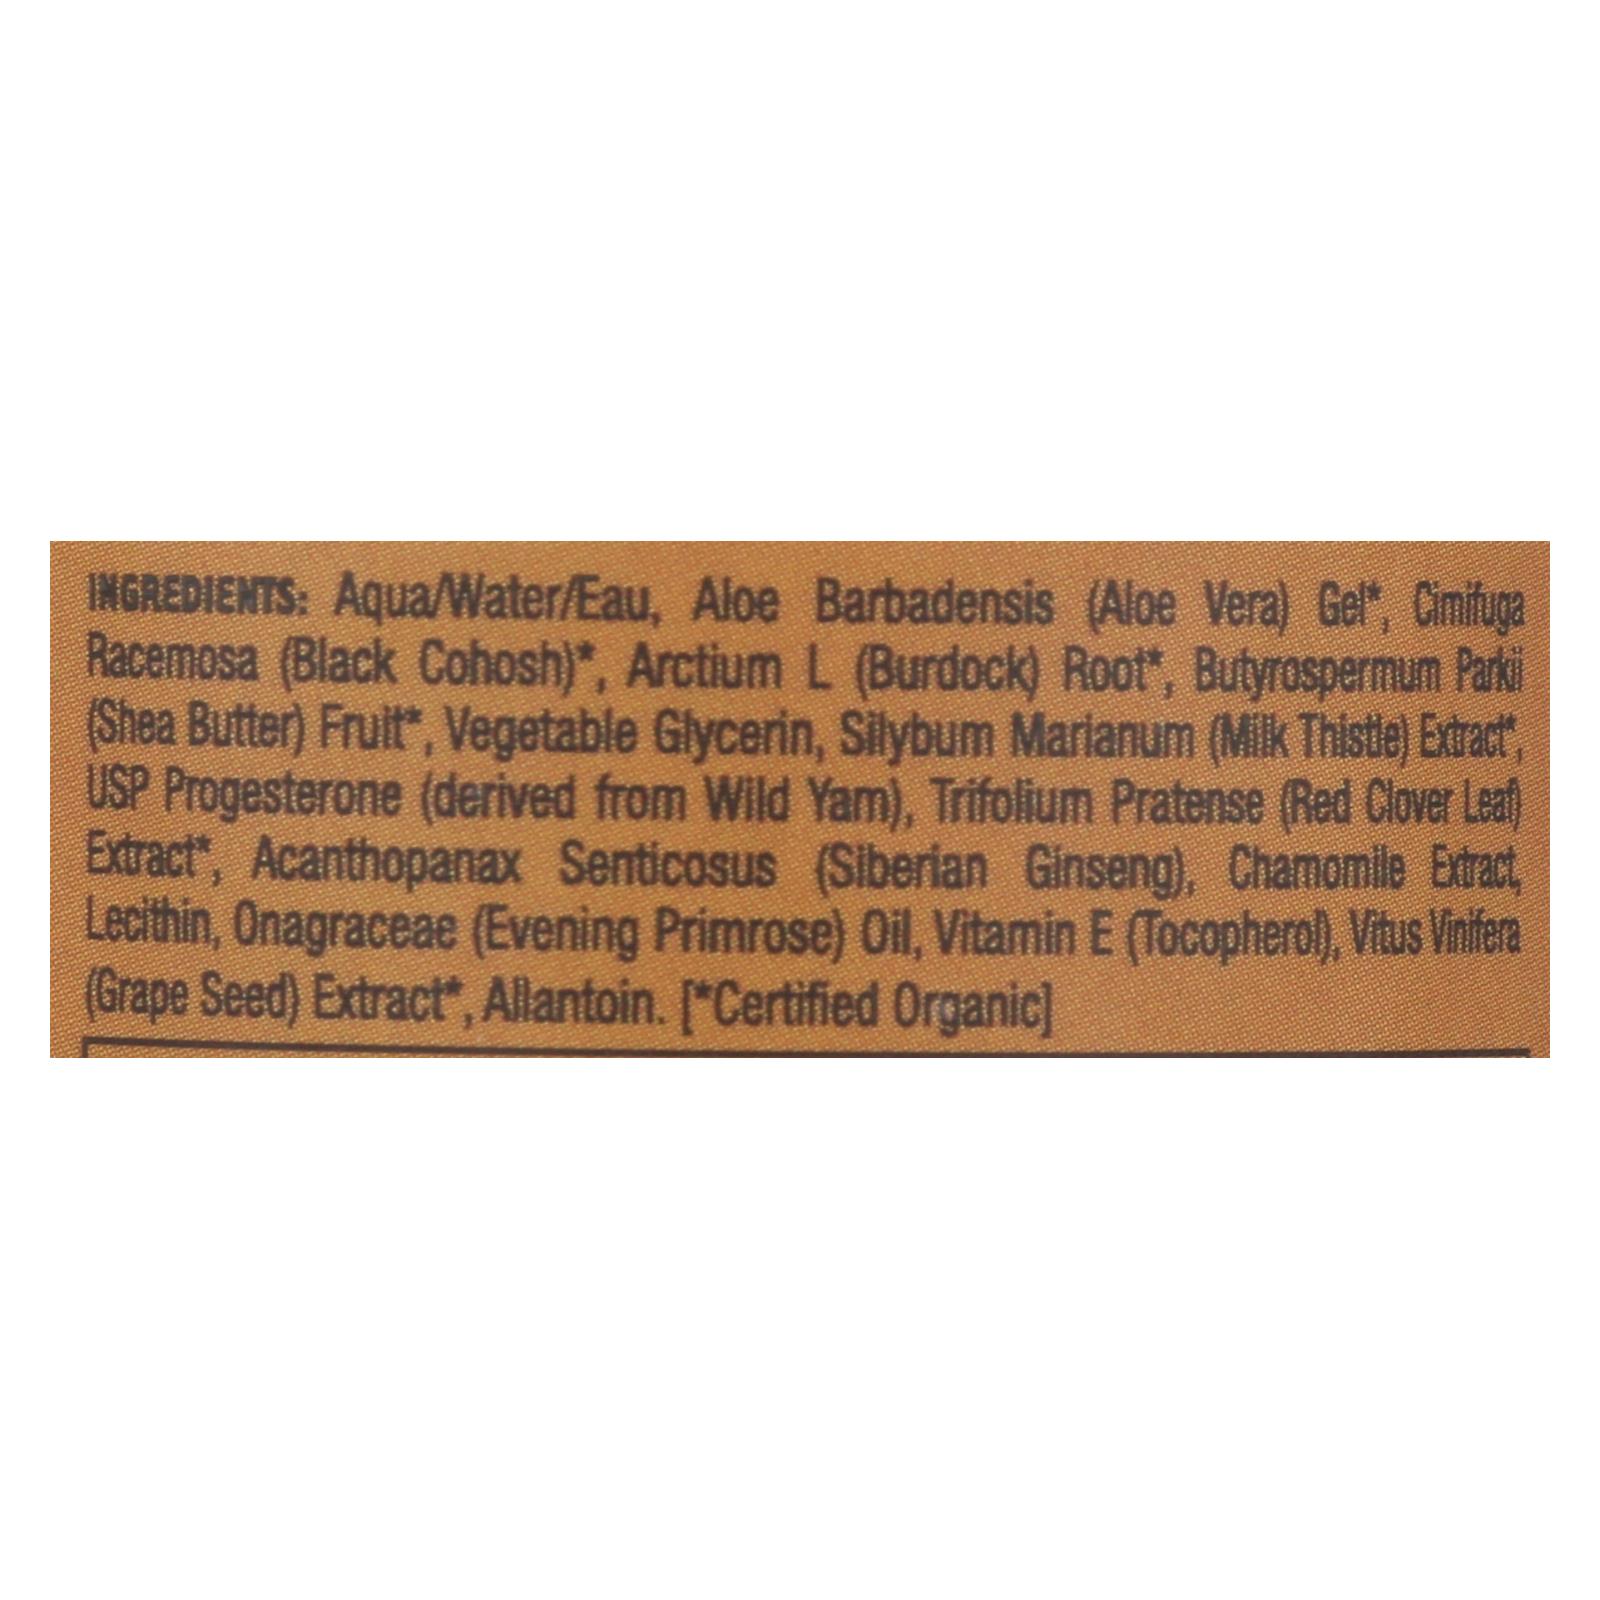 INGREDIENTS: Aqua/Water/Eau, Aloe Barbadensis (Aloe Vera) Gel*, Cimifuga
Racemosa (Black Cohosh)*, Arctium L (Burdock) Root*, Butyrospermum Parkii
(Shea Butter) Fruit*, Vegetable Glycerin, Silybum Marianum (Milk Thistle) Extract*,
USP Progesterone (derived from Wild Yam), Trifolium Pratense (Red Clover Leaf)
Extract*, Acanthopanax Senticosus (Siberian Ginseng), Chamomile Extract,
Lecithin, Onagraceae (Evening Primrose) Oil, Vitamin E (Tocopherol), Vitus Vinifera
(Grape Seed) Extract*, Allantoin. [*Certified Organic]